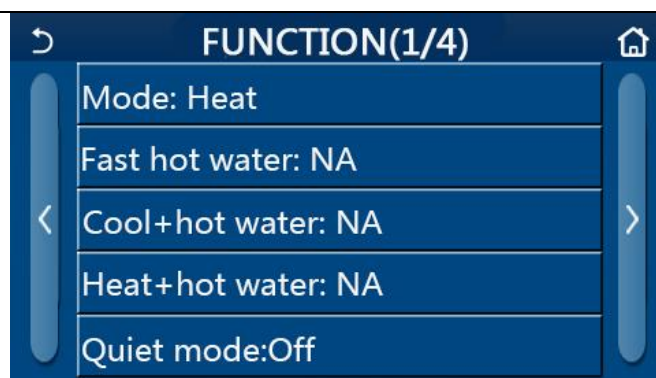 FUNCTION(1/4)
Mode: Heat
Fast hot water: NA
Cool+hot water: NA
Heat+hot water: NA
Quiet mode:Off